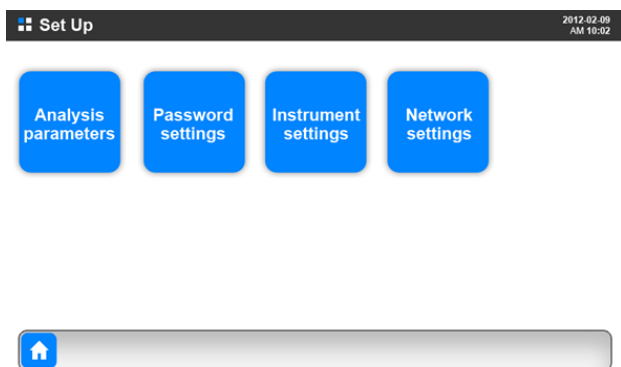 Set Up
2012-02-09
AM 10:02
Analysis
parameters
Password
settings
Instrument
settings
Network
settings